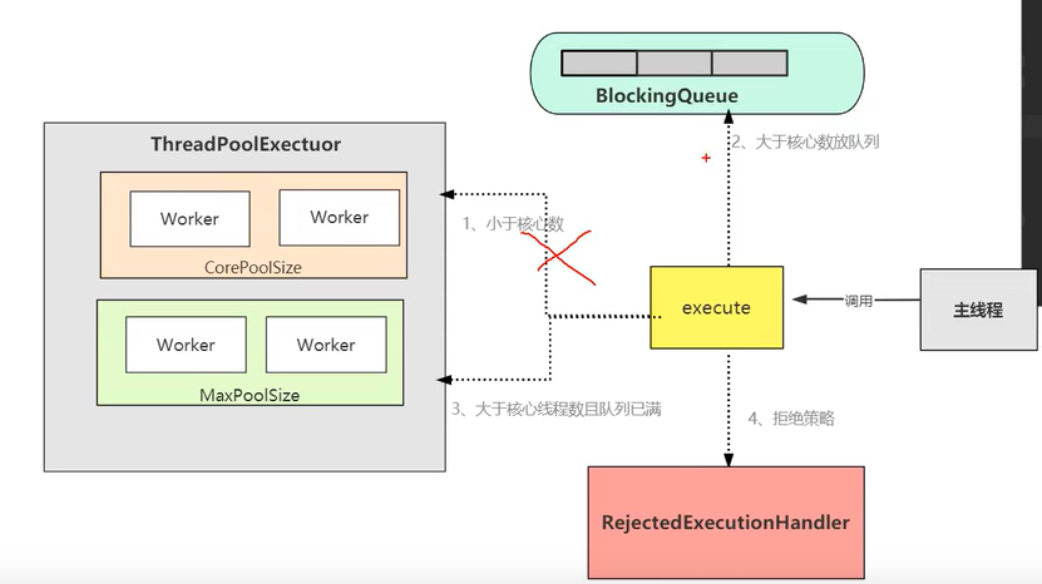 BlockingQueue
2、大于核心数放队列
ThreadPoolExectuor
Worker
Worker
CorePoolSize
1、小于核心数
Worker
Worker
MaxPoolSize
3、大于核心线程数且队列已满
execute
调用
主线程
4、拒绝策略
RejectedExecutionHandler